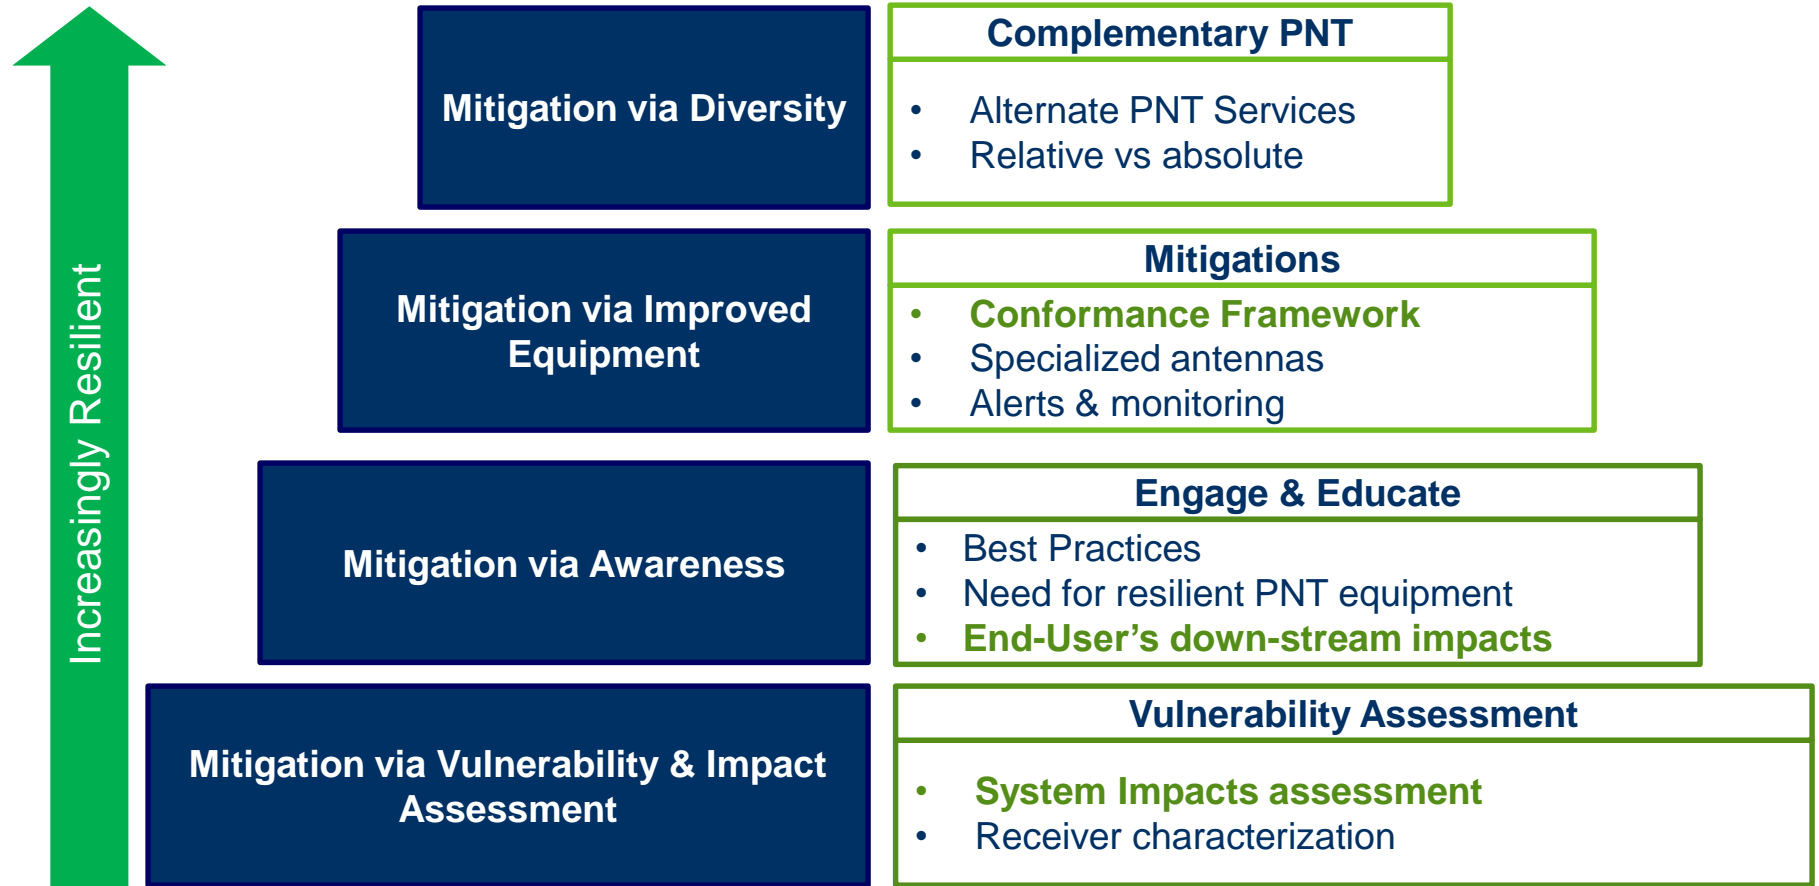 Increasingly Resilient
Mitigation via Diversity
Complementary PNT
• Alternate PNT Services
• Relative vs absolute
Mitigation via Improved
Equipment
Mitigations
• Conformance Framework
• Specialized antennas
• Alerts & monitoring
Mitigation via Awareness
Engage & Educate
• Best Practices
• Need for resilient PNT equipment
• End-User’s down-stream impacts
Mitigation via Vulnerability & Impact
Assessment
Vulnerability Assessment
• System Impacts assessment
• Receiver characterization